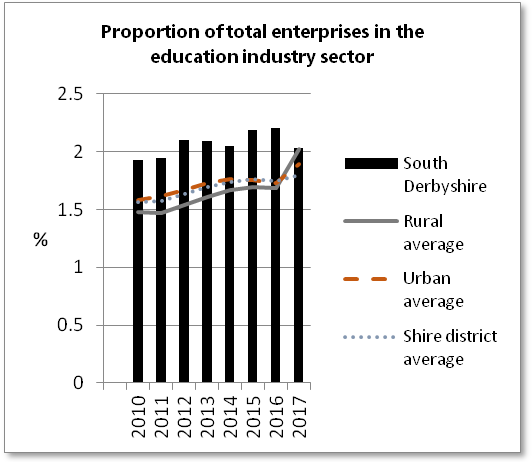 Proportion of total enterprises in the
education industry sector
2.5
2
1.5
1
0.5
0
%
2010
2011
2012
2013
2014
2015
2016
2017
South
Derbyshire
Rural
average
Urban
average
Shire district
average